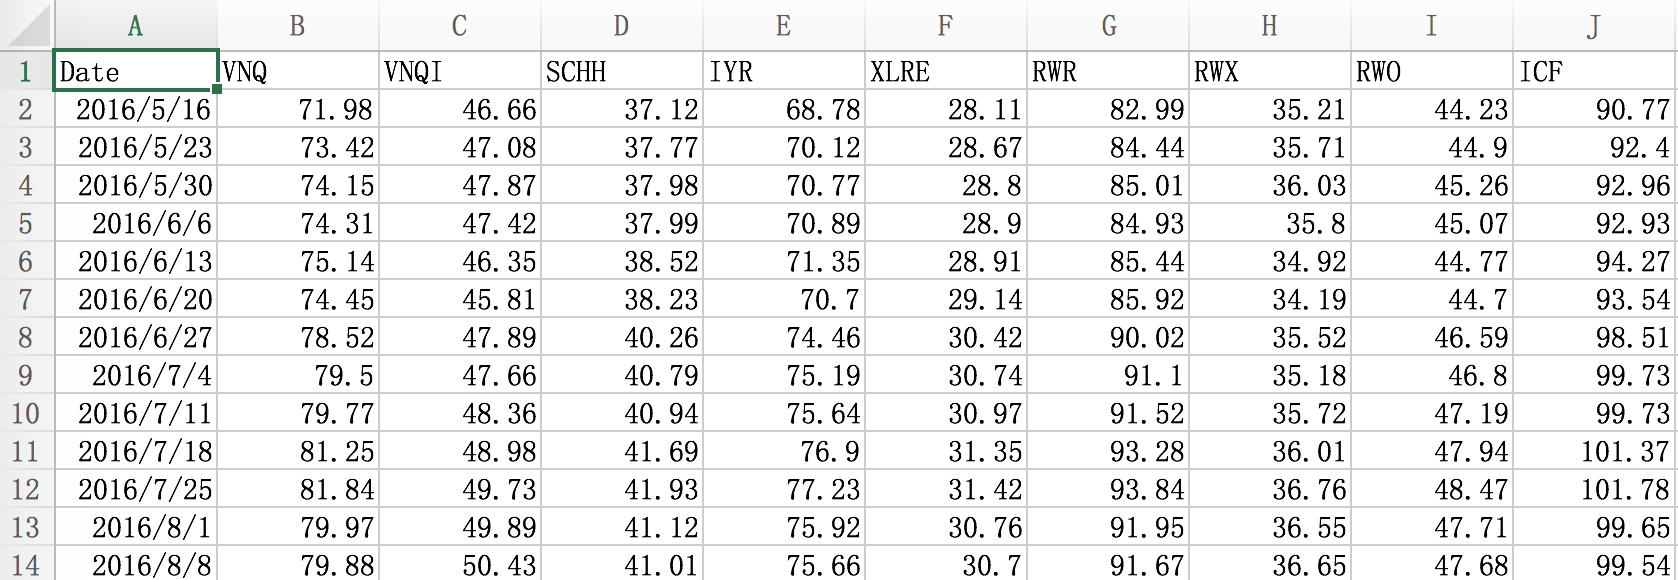 A B C D E F G H I J
1 Date VNQ VNQI SCHH IYR XLRE RWR RWX RWO ICF
2 2016/5/16 71.98 46.66 37.12 68.78 28.11 82.99 35.21 44.23 90.77
3 2016/5/23 73.42 47.08 37.77 70.12 28.67 84.44 35.71 44.9 92.4
4 2016/5/30 74.15 47.87 37.98 70.77 28.8 85.01 36.03 45.26 92.96
5 2016/6/6 74.31 47.42 37.99 70.89 28.9 84.93 35.8 45.07 92.93
6 2016/6/13 75.14 46.35 38.52 71.35 28.91 85.44 34.92 44.77 94.27
7 2016/6/20 74.45 45.81 38.23 70.7 29.14 85.92 34.19 44.7 93.54
8 2016/6/27 78.52 47.89 40.26 74.46 30.42 90.02 35.52 46.59 98.51
9 2016/7/4 79.5 47.66 40.79 75.19 30.74 91.1 35.18 46.8 99.73
10 2016/7/11 79.77 48.36 40.94 75.64 30.97 91.52 35.72 47.19 99.73
11 2016/7/18 81.25 48.98 41.69 76.9 31.35 93.28 36.01 47.94 101.37
12 2016/7/25 81.84 49.73 41.93 77.23 31.42 93.84 36.76 48.47 101.78
13 2016/8/1 79.97 49.89 41.12 75.92 30.76 91.95 36.55 47.71 99.65
14 2016/8/8 79.88 50.43 41.01 75.66 30.7 91.67 36.65 47.68 99.54